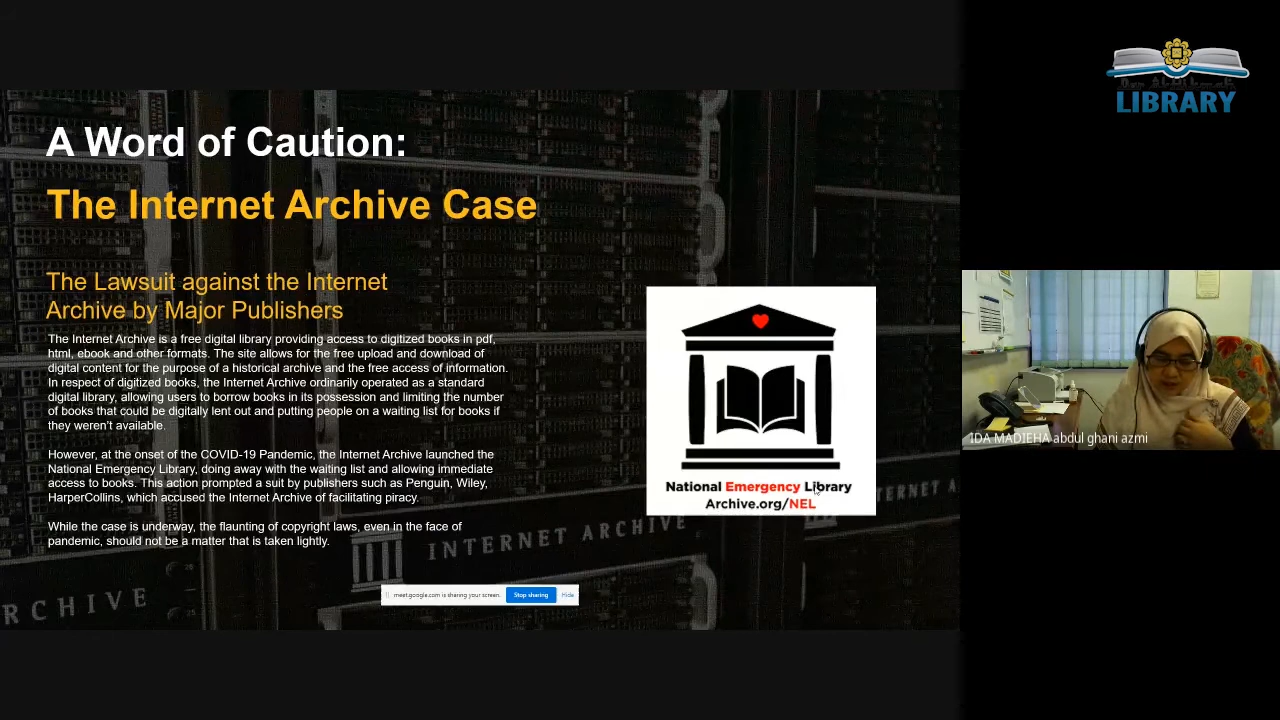 A Word of Caution:
The Internet Archive Case
The Lawsuit against the Internet
Archive by Major Publishers
The Internet Archive is a free digital library providing access to digitized books in pdf,
html, ebook and other formats. The site allows for the free upload and download of
digital content for the purpose of a historical archive and the free access of information.
In respect of digitized books, the Internet Archive ordinarily operated as a standard
digital library, allowing users to borrow books in its possession and limiting the number
of books that could be digitally lent out and putting people on a waiting list for books if
they weren't available.
However, at the onset of the COVID-19 Pandemic, the Internet Archive launched the
National Emergency Library, doing away with the waiting list and allowing immediate
access to books. This action prompted a suit by publishers such as Penguin, Wiley,
HarperCollins, which accused the Internet Archive of facilitating piracy.
While the case is underway, the flaunting of copyright laws, even in the face of
pandemic, should not be a matter that is taken lightly.
National Emergency Library
Archive.org/NEL
INTERNET ARCHIVE
RCHIVE
TERNET A
meet.google.com is sharing your screen.
Stop sharing
Hide
LIBRARY
IDA MADIEHA abdul ghani azmi